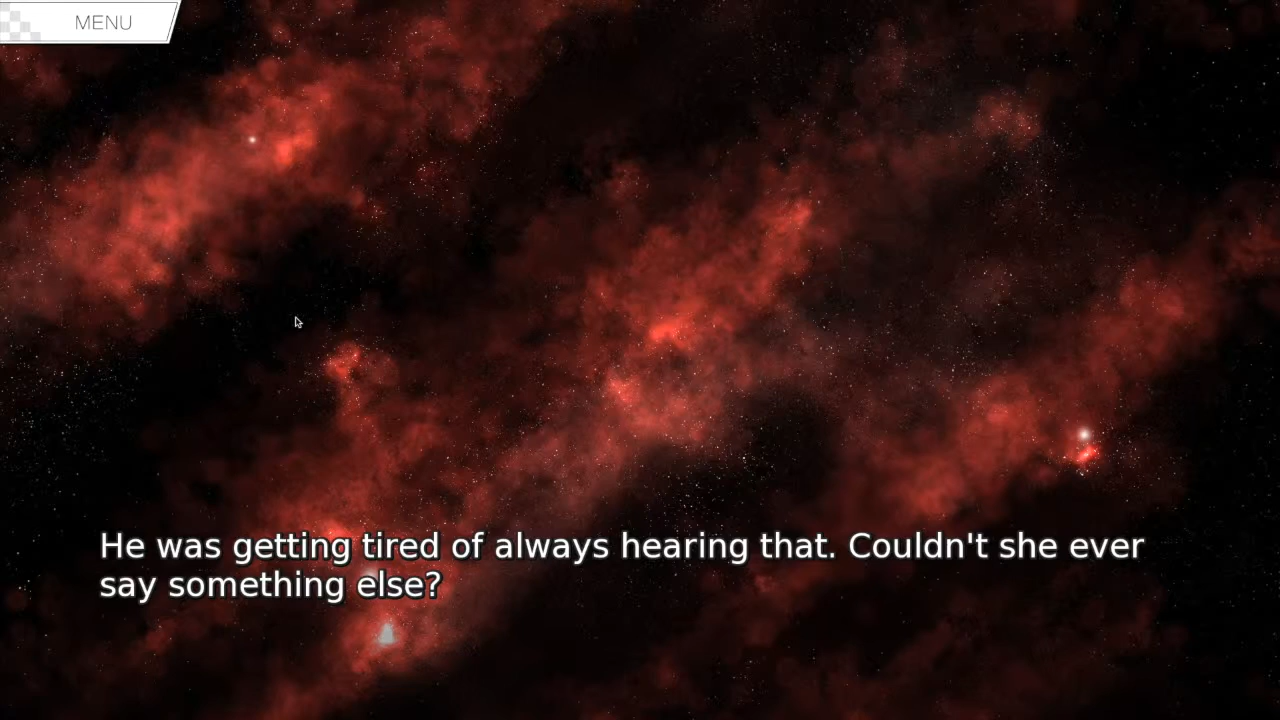 MENU
He was getting tired of always hearing that. Couldn't she ever
say something else?